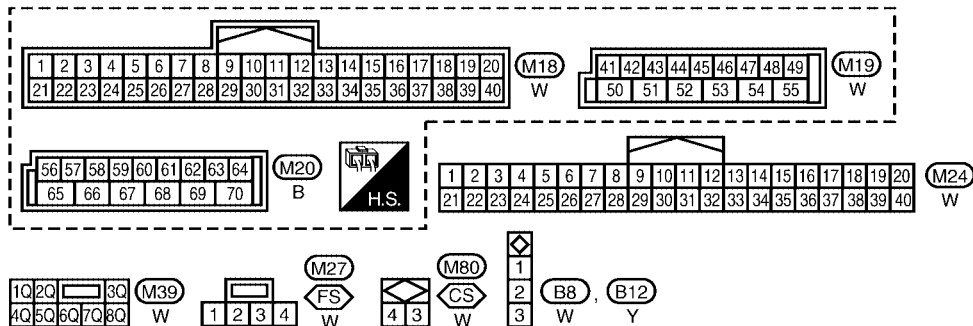 1 2 3 4 5 6 7 8 9 10 11 12 13 14 15 16 17 18 19 20
21 22 23 24 25 26 27 28 29 30 31 32 33 34 35 36 37 38 39 40
M18
W
41 42 43 44 45 46 47 48 49
50 51 52 53 54 55
M19
W
56 57 58 59 60 61 62 63 64
65 66 67 68 69 70
M20
B
H.S.
1 2 3 4 5 6 7 8 9 10 11 12 13 14 15 16 17 18 19 20
21 22 23 24 25 26 27 28 29 30 31 32 33 34 35 36 37 38 39 40
M24
W
1Q 2Q 3Q
4Q 5Q 6Q 7Q 8Q
M39
W
1 2 3 4
M27
FS
W
4 3
M80
CS
W
1
2
3
B8 , B12
W Y